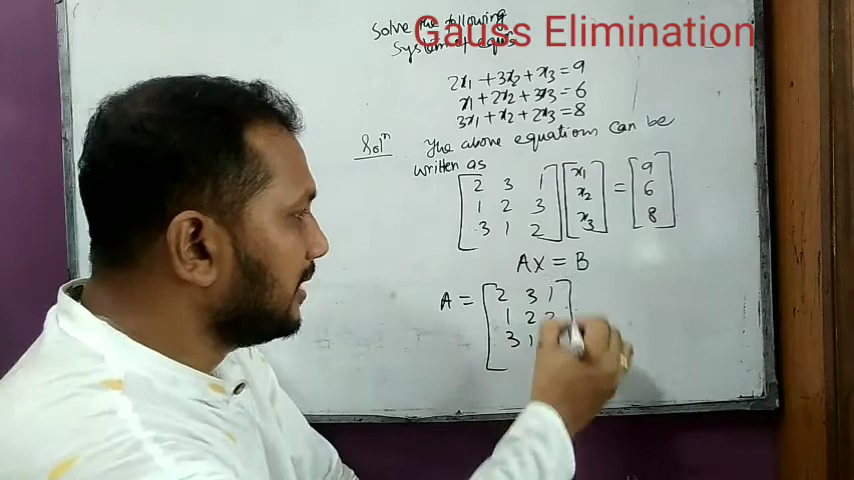 Gauss Elimination
Solve the following
System of equns
2x₁ + 3x₂ + x₃ = 9
x₁ + 2x₂ + 3x₃ = 6
3x₁ + x₂ + 2x₃ = 8
Solⁿ The above equations can be
written as
[2 3 1] [x₁] = [9]
[1 2 3] [x₂] [6]
[3 1 2] [x₃] [8]
AX = B
A = [2 3 1
1 2
3 1